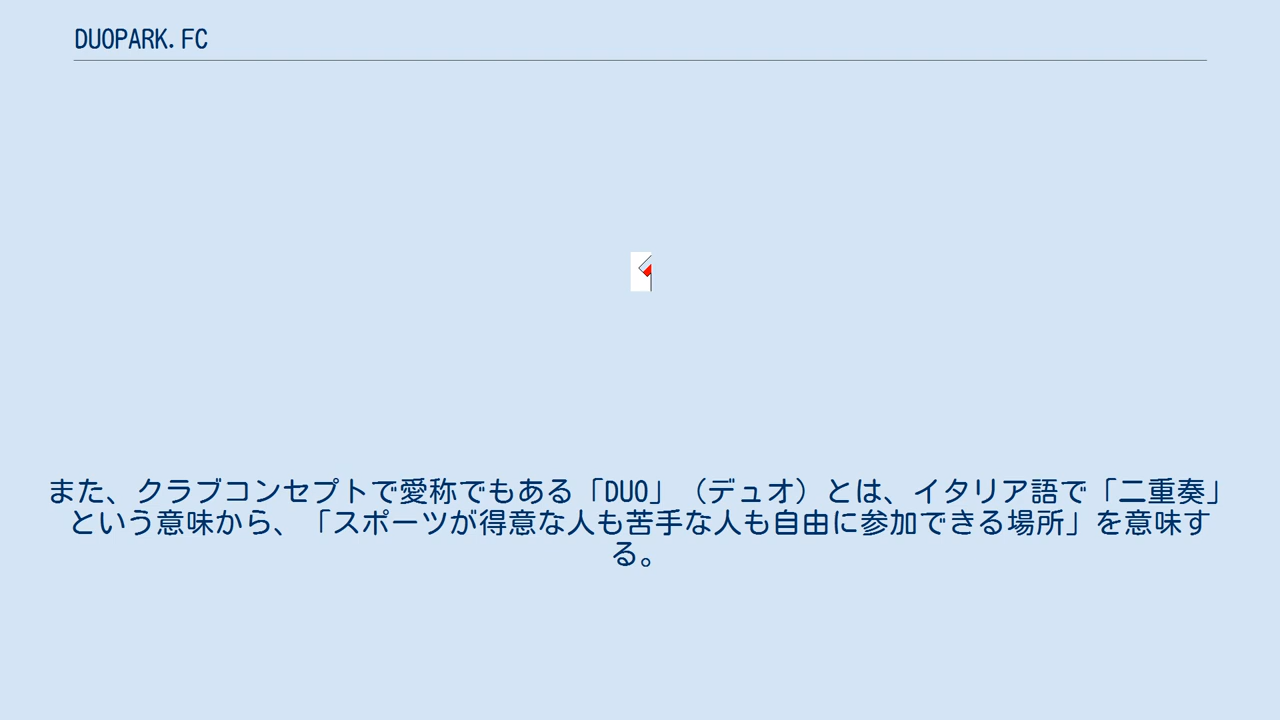 DUOPARK.FC
また、クラブコンセプトで愛称でもある「DUO」（デュオ）とは、イタリア語で「二重奏」
という意味から、「スポーツが得意な人も苦手な人も自由に参加できる場所」を意味す
る。